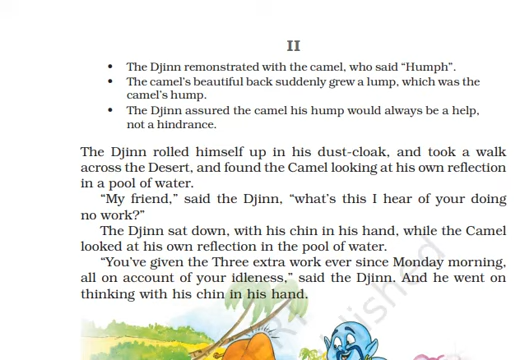 II
• The Djinn remonstrated with the camel, who said “Humph”.
• The camel’s beautiful back suddenly grew a lump, which was the
camel’s hump.
• The Djinn assured the camel his hump would always be a help,
not a hindrance.
The Djinn rolled himself up in his dust-cloak, and took a walk
across the Desert, and found the Camel looking at his own reflection
in a pool of water.
“My friend,” said the Djinn, “what’s this I hear of your doing
no work?”
The Djinn sat down, with his chin in his hand, while the Camel
looked at his own reflection in the pool of water.
“You’ve given the Three extra work ever since Monday morning,
all on account of your idleness,” said the Djinn. And he went on
thinking with his chin in his hand.